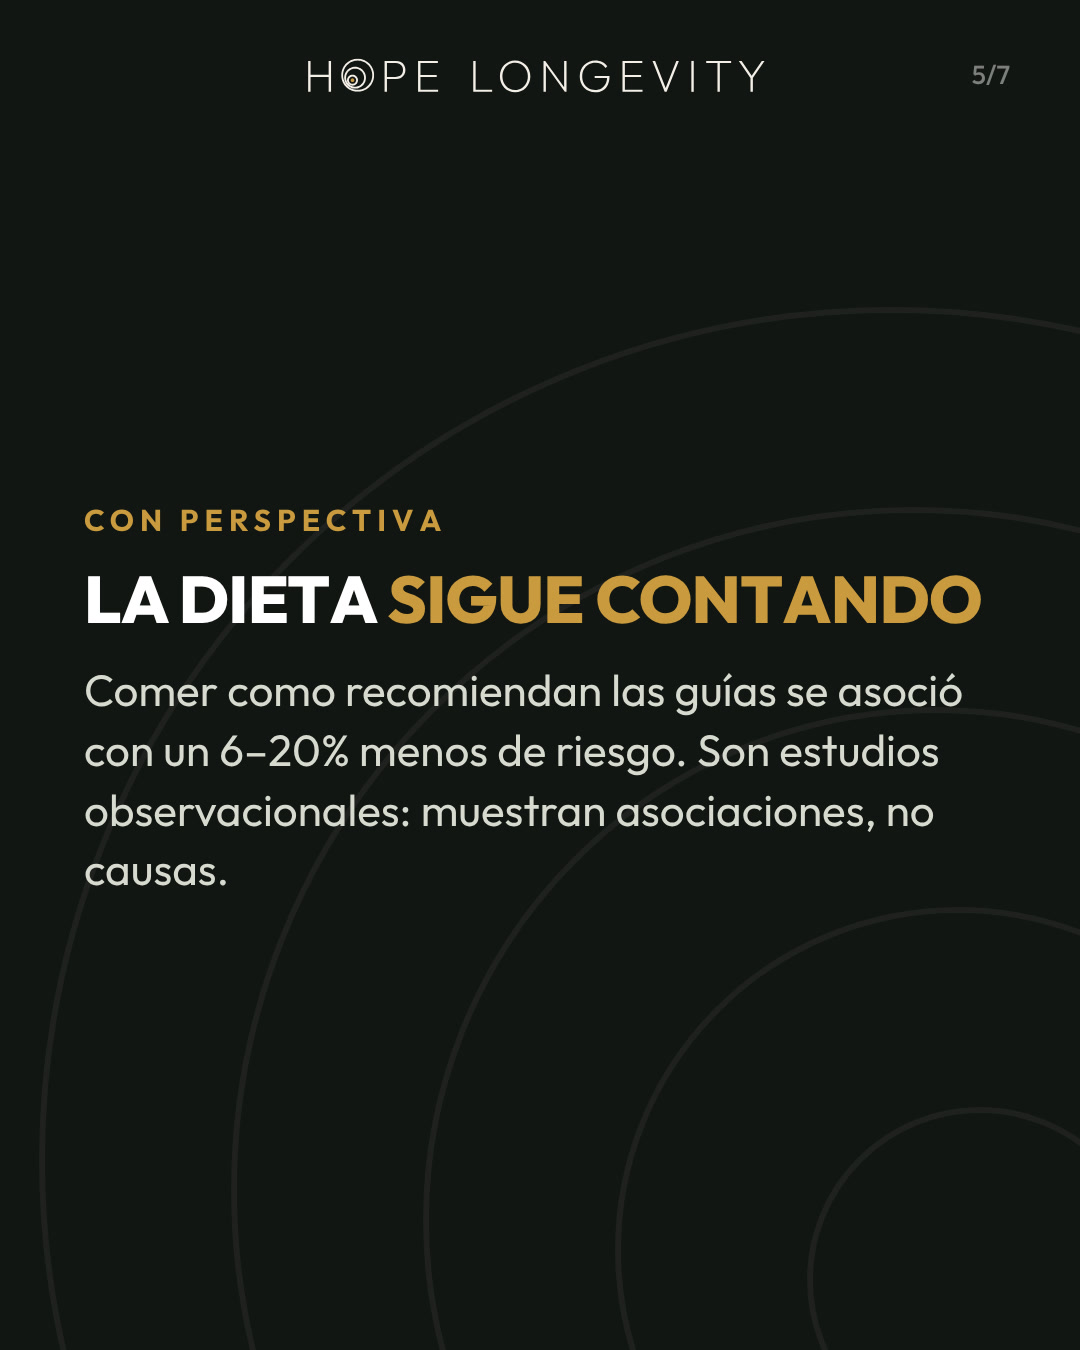 HOPE LONGEVITY
5/7
CON PERSPECTIVA
LA DIETA SIGUE CONTANDO
Comer como recomiendan las guías se asoció
con un 6–20% menos de riesgo. Son estudios
observacionales: muestran asociaciones, no
causas.